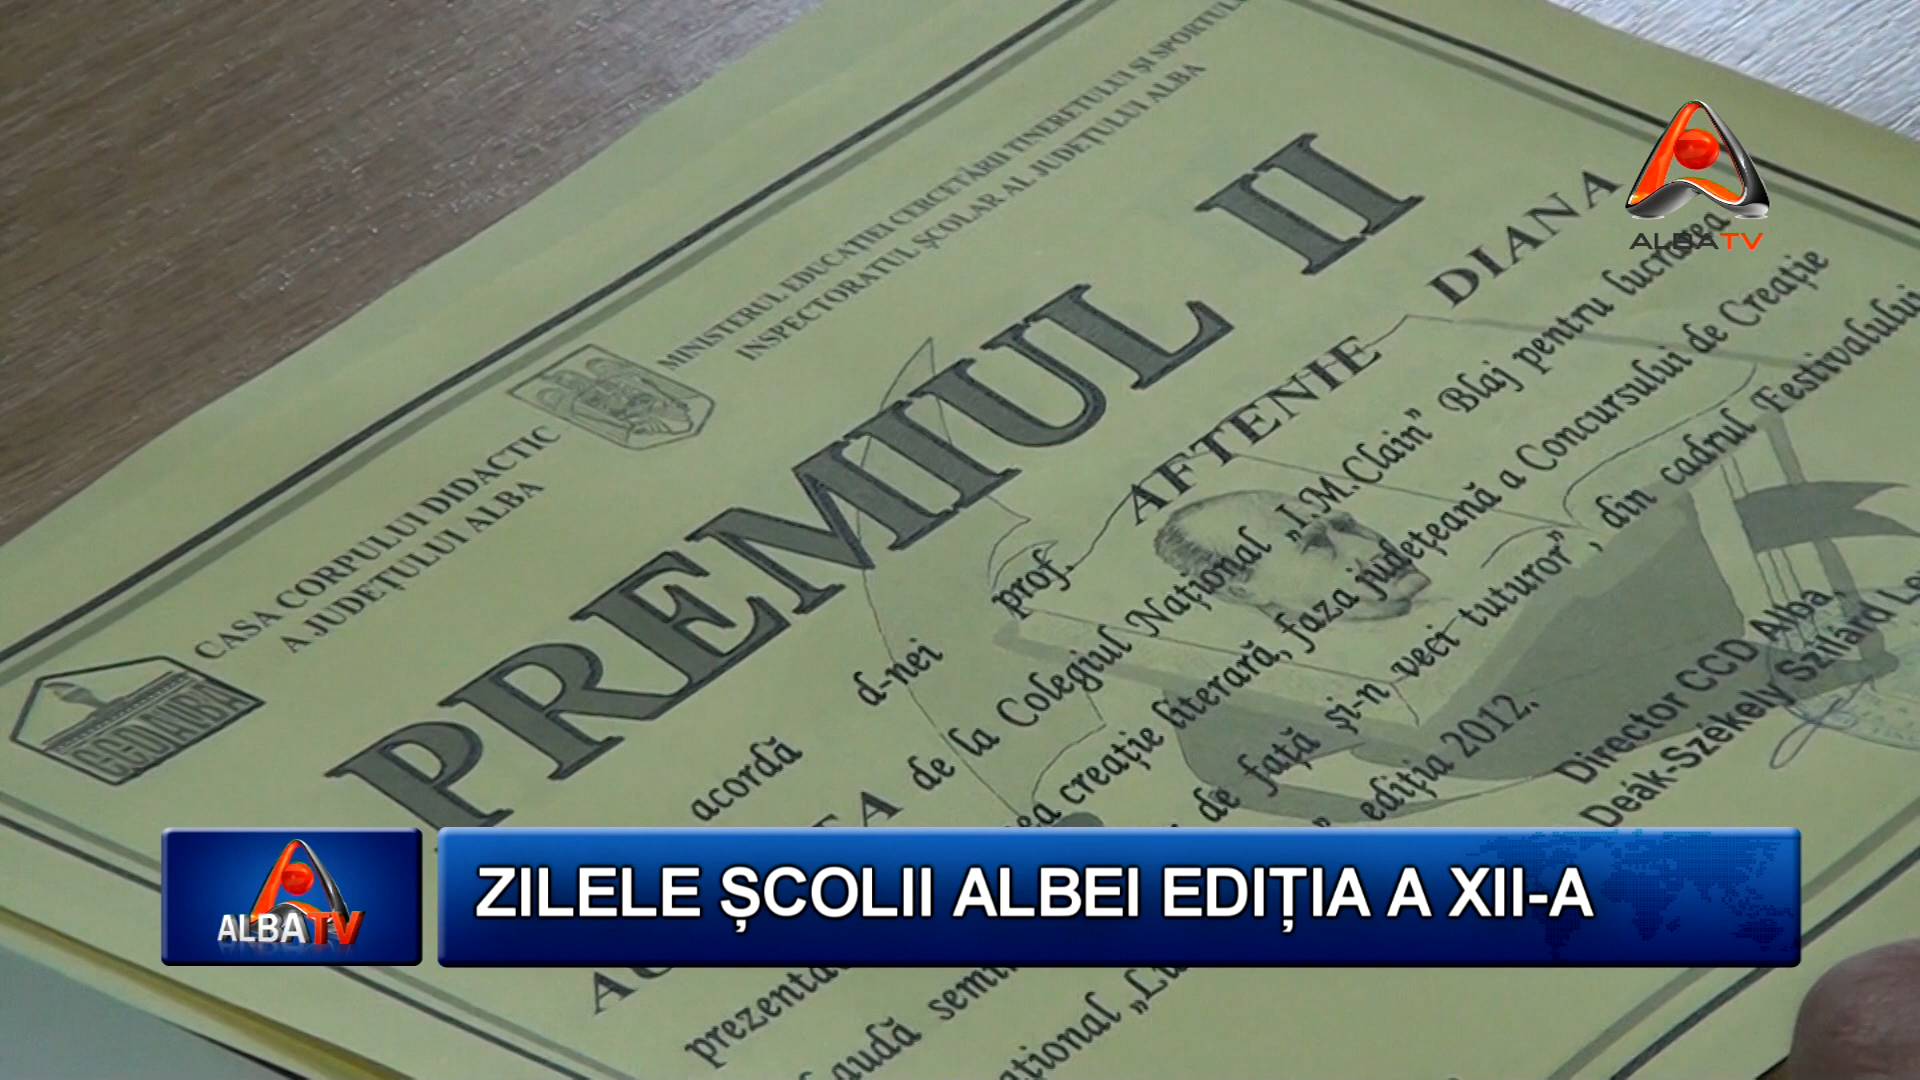 MINISTERUL EDUCAȚIEI CERCETĂRII TINERETULUI ȘI SPORTULUI
INSPECTORATUL ȘCOLAR AL JUDEȚULUI ALBA
CASA CORPULUI DIDACTIC
A JUDEȚULUI ALBA
PREMIUL II
ALBA TV
acordă d-nei prof. AFTENIE DIANA
de la Colegiul Național „I.M.Clain” Blaj pentru lucrarea
creație literară, faza județeană a Concursului de Creație
de față și-n veci tuturor”, din cadrul Festivalului
ediția 2012.
Director CCD Alba,
Deák-Székely Szilárd
ALBA TV
ZILELE ȘCOLII ALBEI EDIȚIA A XII-A